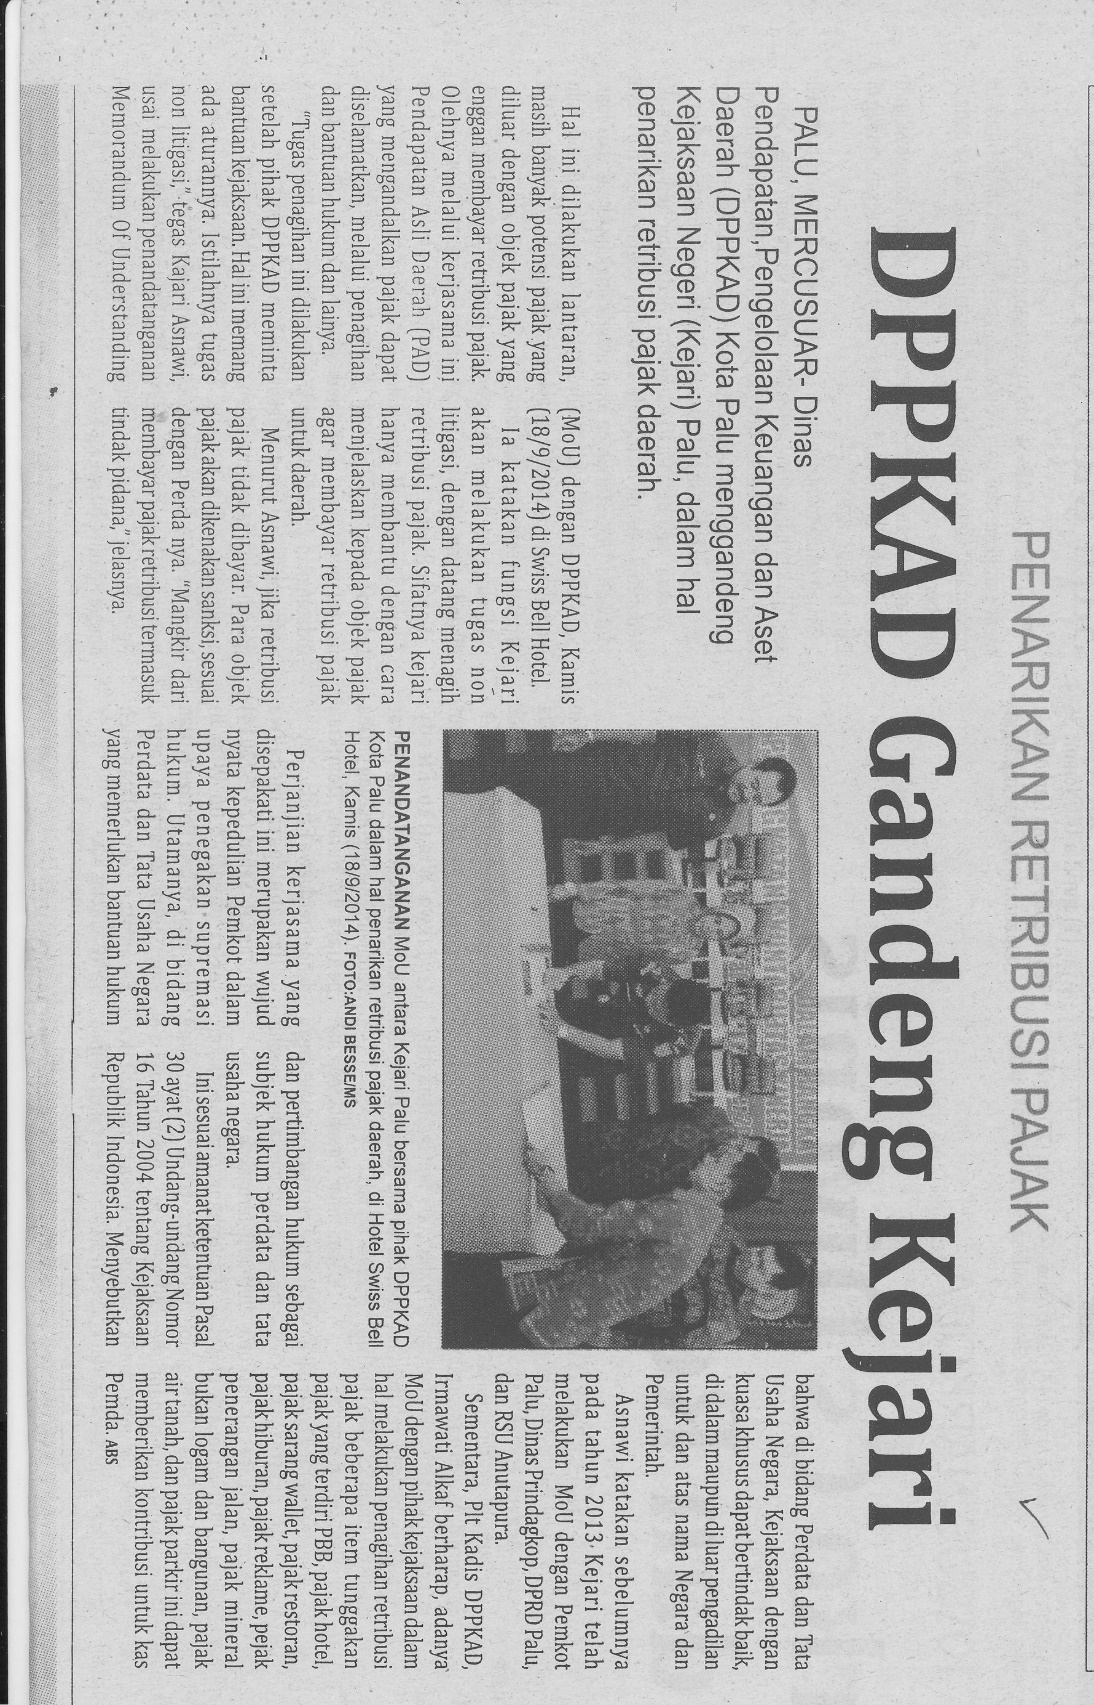 PENARIKAN RETRIBUSI PAJAK
DPPKAD Gandeng Kejari
PALU, MERCUSUAR- Dinas
Pendapatan,Pengelolaan Keuangan dan Aset
Daerah (DPPKAD) Kota Palu menggandeng
Kejaksaan Negeri (Kejari) Palu, dalam hal
penarikan retribusi pajak daerah.
Hal ini dilakukan lantaran,
masih banyak potensi pajak yang
diluar dengan objek pajak yang
enggan membayar retribusi pajak.
Olehnya melalui kerjasama ini
Pendapatan Asli Daerah (PAD)
yang mengandalkan pajak dapat
diselamatkan, melalui penagihan
dan bantuan hukum dan lainya.
"Tugas penagihan ini dilakukan
setelah pihak DPPKAD meminta
bantuan kejaksaan. Hal ini memang
ada aturannya. Istilahnya tugas
non litigasi," tegas Kajari Asnawi,
usai melakukan penandatanganan
Memorandum Of Understanding
(MoU) dengan DPPKAD, Kamis
(18/9/2014) di Swiss Bell Hotel.
Ia katakan fungsi Kejari
akan melakukan tugas non
litigasi, dengan datang menagih
retribusi pajak. Sifatnya kejari
hanya membantu dengan cara
menjelaskan kepada objek pajak
agar membayar retribusi pajak
untuk daerah.
Menurut Asnawi, jika retribusi
pajak tidak dibayar. Para objek
pajak akan dikenakan sanksi, sesuai
dengan Perda nya. "Mangkir dari
membayar pajak retribusi termasuk
tindak pidana," jelasnya.
PENANDATANGANAN MoU antara Kejari Palu bersama pihak DPPKAD
Kota Palu dalam hal penarikan retribusi pajak daerah, di Hotel Swiss Bell
Hotel, Kamis (18/9/2014). FOTO:ANDI BESSE/MS
Perjanjian kerjasama yang
disepakati ini merupakan wujud
nyata kepedulian Pemkot dalam
upaya penegakan supremasi
hukum. Utamanya, di bidang
Perdata dan Tata Usaha Negara
yang memerlukan bantuan hukum
dan pertimbangan hukum sebagai
subjek hukum perdata dan tata
usaha negara.
Ini sesuai amanat ketentuan Pasal
30 ayat (2) Undang-undang Nomor
16 Tahun 2004 tentang Kejaksaan
Republik Indonesia. Menyebutkan
bahwa di bidang Perdata dan Tata
Usaha Negara, Kejaksaan dengan
kuasa khusus dapat bertindak baik,
di dalam maupun di luar pengadilan
untuk dan atas nama Negara dan
Pemerintah.
Asnawi katakan sebelumnya
pada tahun 2013 Kejari telah
melakukan MoU dengan Pemkot
Palu, Dinas Prindagkop, DPRD Palu,
dan RSU Anutapura.
Sementara, Plt Kadis DPPKAD,
Irmawati Alkaf berharap, adanya
MoU dengan pihak kejaksaan dalam
hal melakukan penagihan retribusi
pajak beberapa item tunggakan
pajak yang terdiri PBB, pajak hotel,
pajak sarang wallet, pajak restoran,
pajak hiburan, pajak reklame, pejak
penerangan jalan, pajak mineral
bukan logam dan bangunan, pajak
air tanah, dan pajak parkir ini dapat
memberikan kontribusi untuk kas
Pemda. ABS